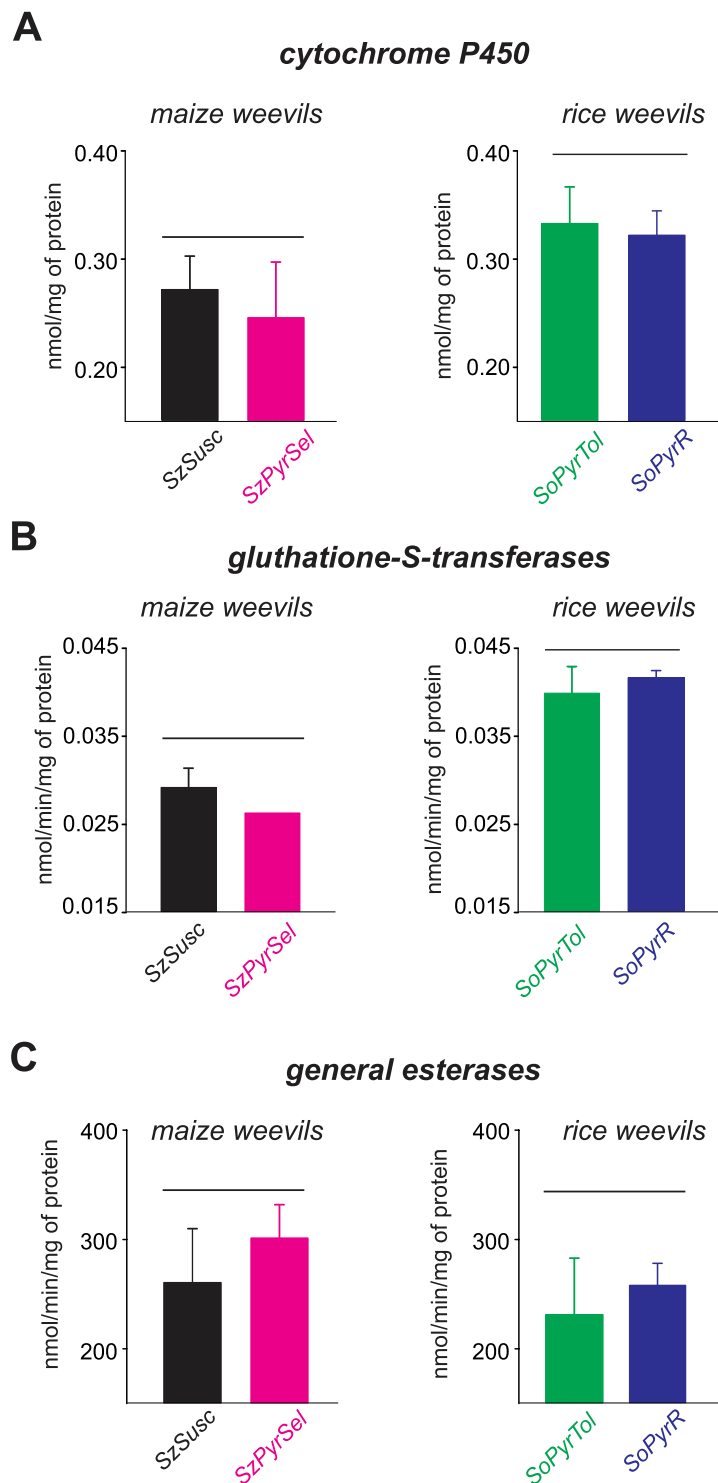 A
cytochrome P450
maize weevils
rice weevils
nmol/mg of protein
0.40
0.30
0.20
SzSusc
SzPyrSel
nmol/mg of protein
0.40
0.30
0.20
SoPyrTol
SoPyrR
B
gluthatione-S-transferases
maize weevils
rice weevils
nmol/min/mg of protein
0.045
0.035
0.025
0.015
SzSusc
SzPyrSel
nmol/min/mg of protein
0.045
0.035
0.025
0.015
SoPyrTol
SoPyrR
C
general esterases
maize weevils
rice weevils
nmol/min/mg of protein
400
300
200
SzSusc
SzPyrSel
nmol/min/mg of protein
400
300
200
SoPyrTol
SoPyrR